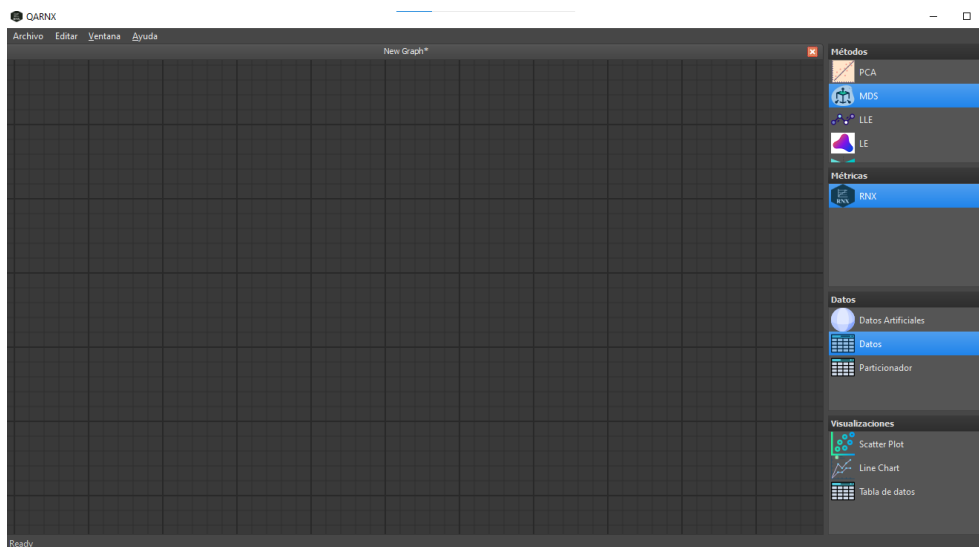 QARNX
Archivo Editar Ventana Ayuda
New Graph*
Métodos
PCA
MDS
LLE
LE
Métricas
RNX
RNX
Datos
Datos Artificiales
Datos
Particionador
Visualizaciones
Scatter Plot
Line Chart
Tabla de datos
Ready